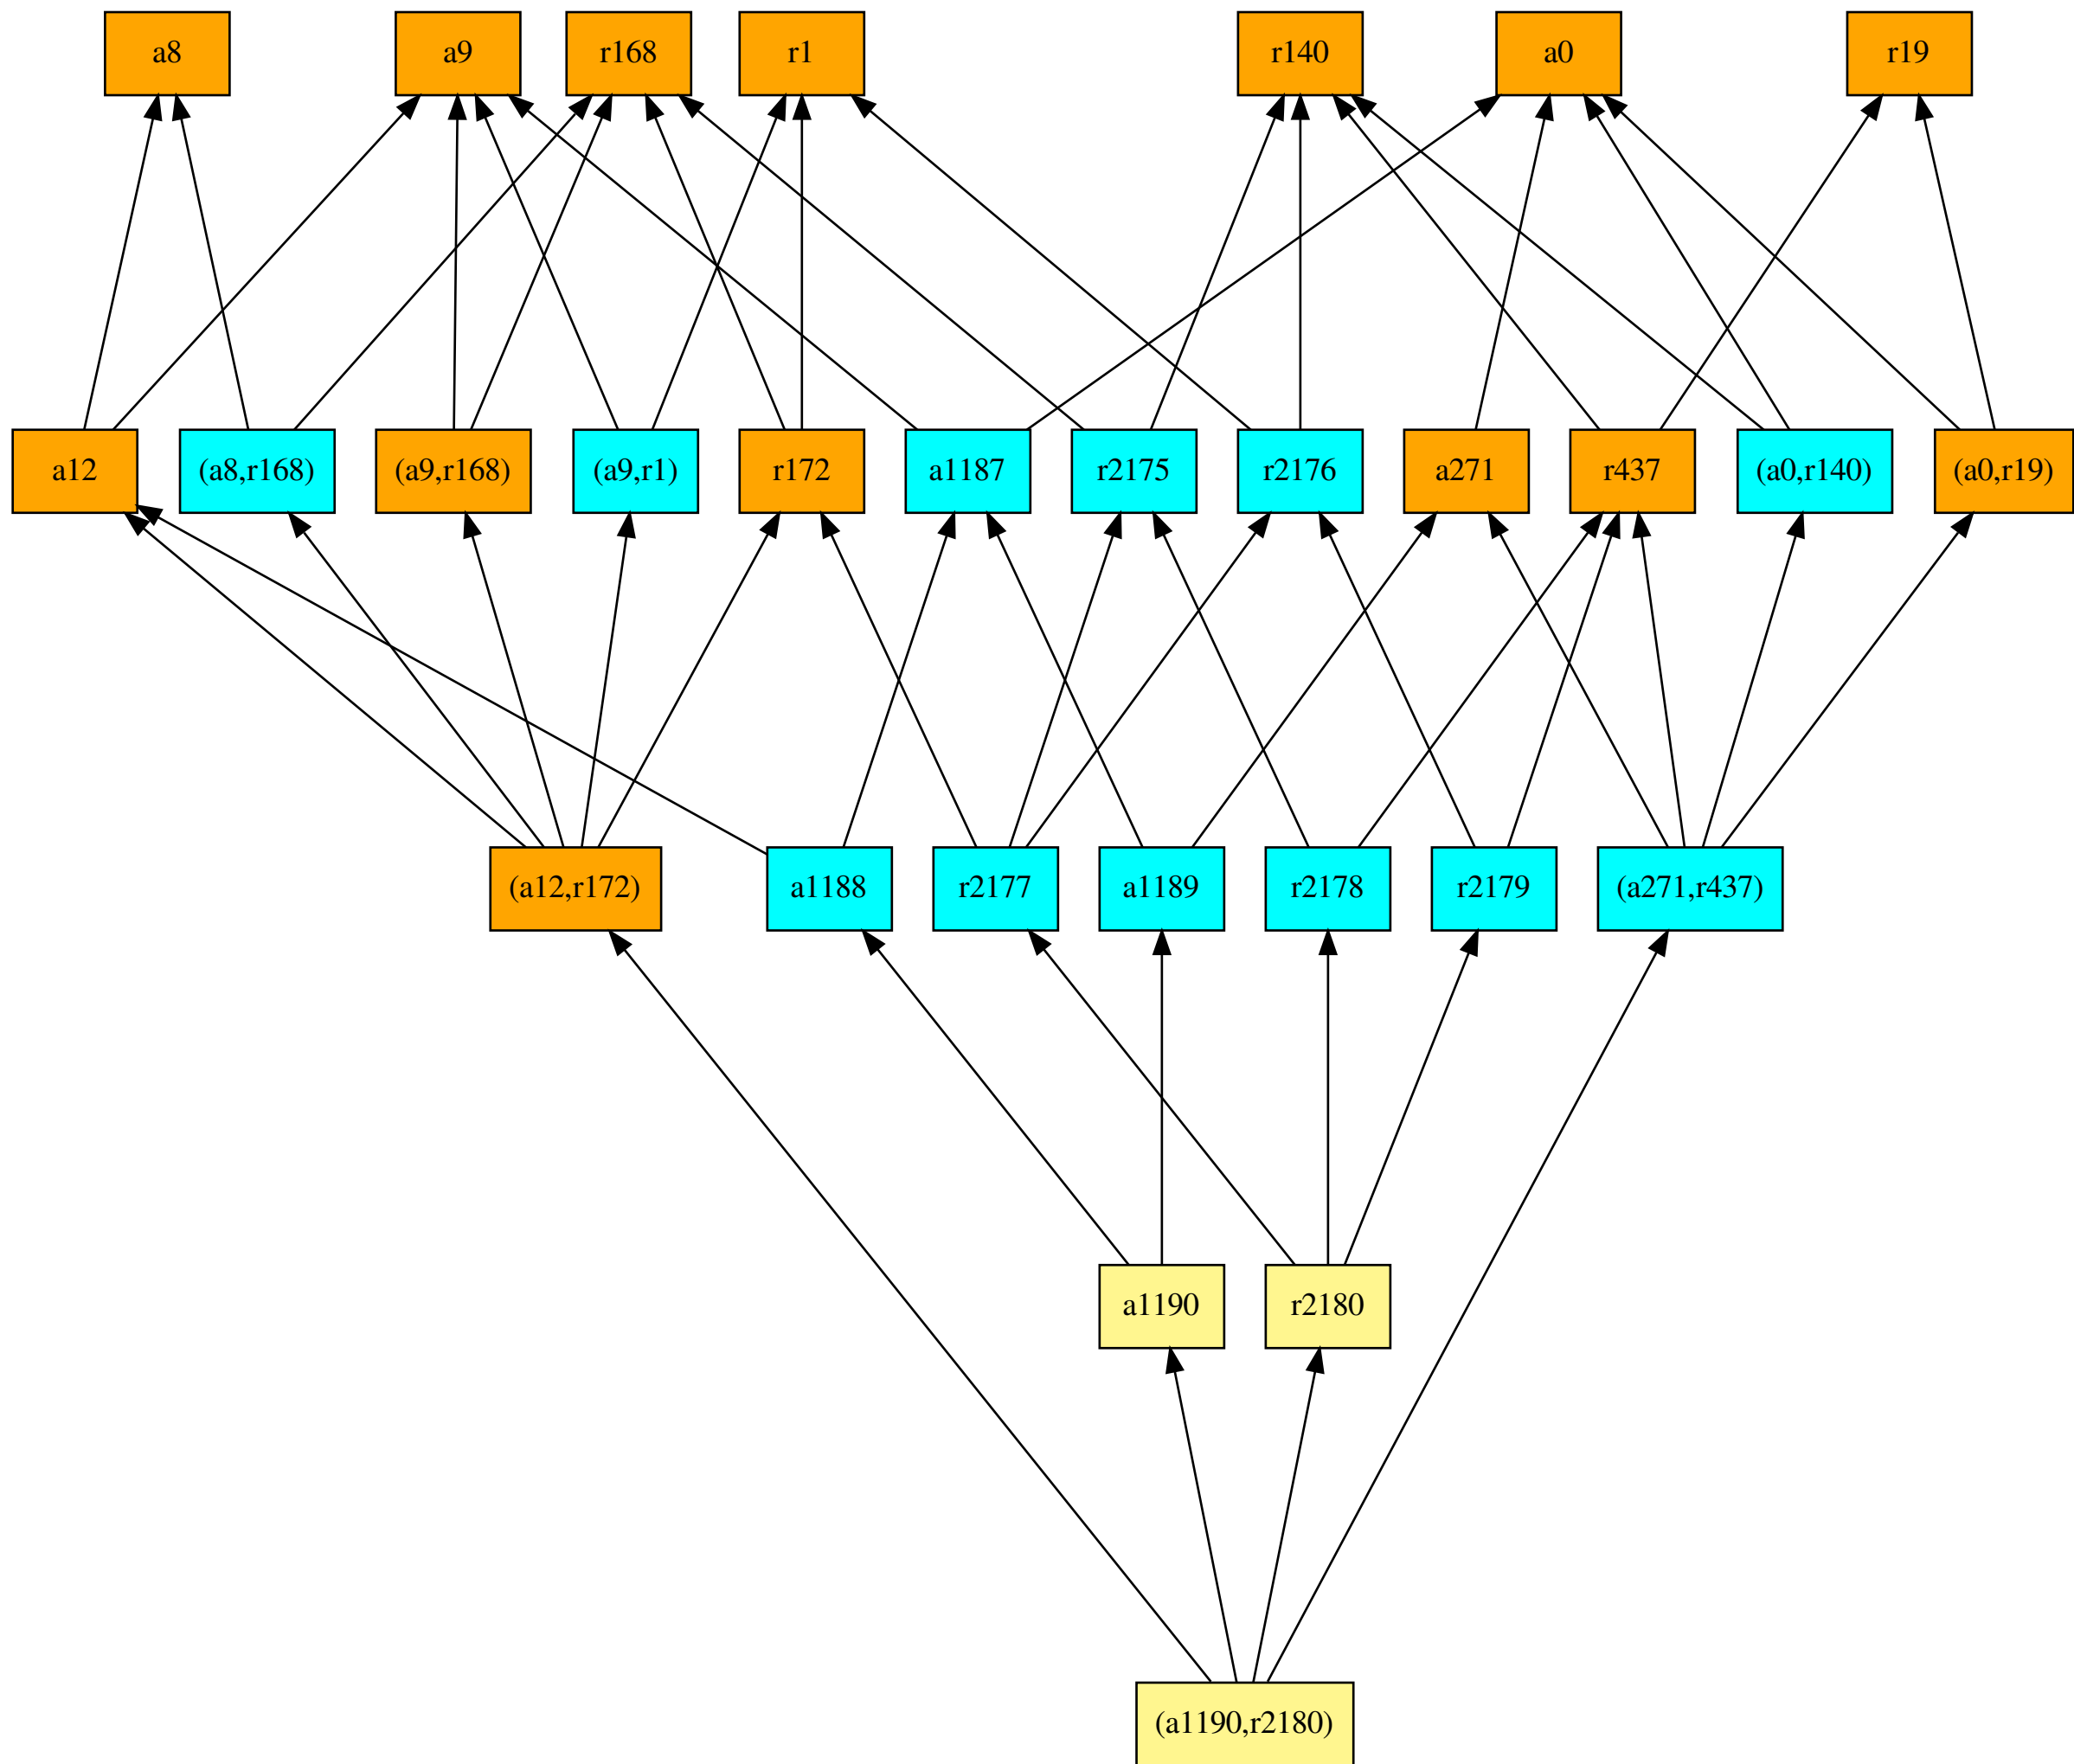 a8
a9
r168
r1
r140
a0
r19
a12
(a8,r168)
(a9,r168)
(a9,r1)
r172
a1187
r2175
r2176
a271
r437
(a0,r140)
(a0,r19)
(a12,r172)
a1188
r2177
a1189
r2178
r2179
(a271,r437)
a1190
r2180
(a1190,r2180)